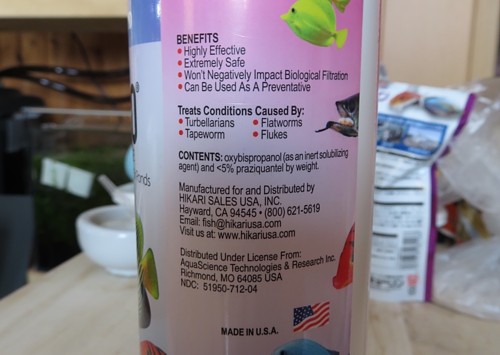 BENEFITS
• Highly Effective
• Extremely Safe
• Won't Negatively Impact Biological Filtration
• Can Be Used As A Preventative
Treats Conditions Caused By:
• Turbellarians • Flatworms
• Tapeworm • Flukes
CONTENTS: oxybispropanol (as an inert solubilizing
agent) and <5% praziquantel by weight.
Manufactured for and Distributed by
HIKARI SALES USA, INC.
Hayward, CA 94545 • (800) 621-5619
Email: fish@hikariusa.com
Visit us at: www.hikariusa.com
Distributed Under License From:
AquaScience Technologies & Research Inc.
Richmond, MO 64085 USA
NDC: 51950-712-04
MADE IN U.S.A.
Ponds